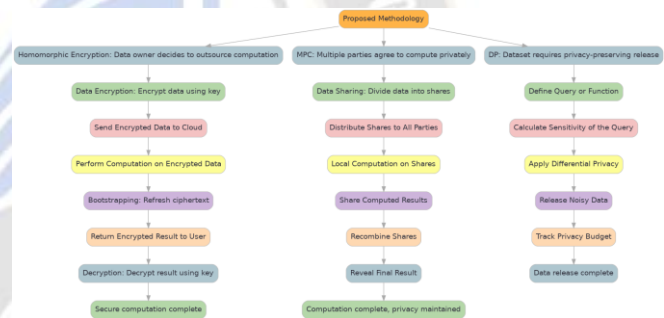 Proposed Methodology
Homomorphic Encryption: Data owner decides to outsource computation
MPC: Multiple parties agree to compute privately
DP: Dataset requires privacy-preserving release
Data Encryption: Encrypt data using key
Data Sharing: Divide data into shares
Define Query or Function
Send Encrypted Data to Cloud
Distribute Shares to All Parties
Calculate Sensitivity of the Query
Perform Computation on Encrypted Data
Local Computation on Shares
Apply Differential Privacy
Bootstrapping: Refresh ciphertext
Share Computed Results
Release Noisy Data
Return Encrypted Result to User
Recombine Shares
Track Privacy Budget
Decryption: Decrypt result using key
Reveal Final Result
Data release complete
Secure computation complete
Computation complete, privacy maintained